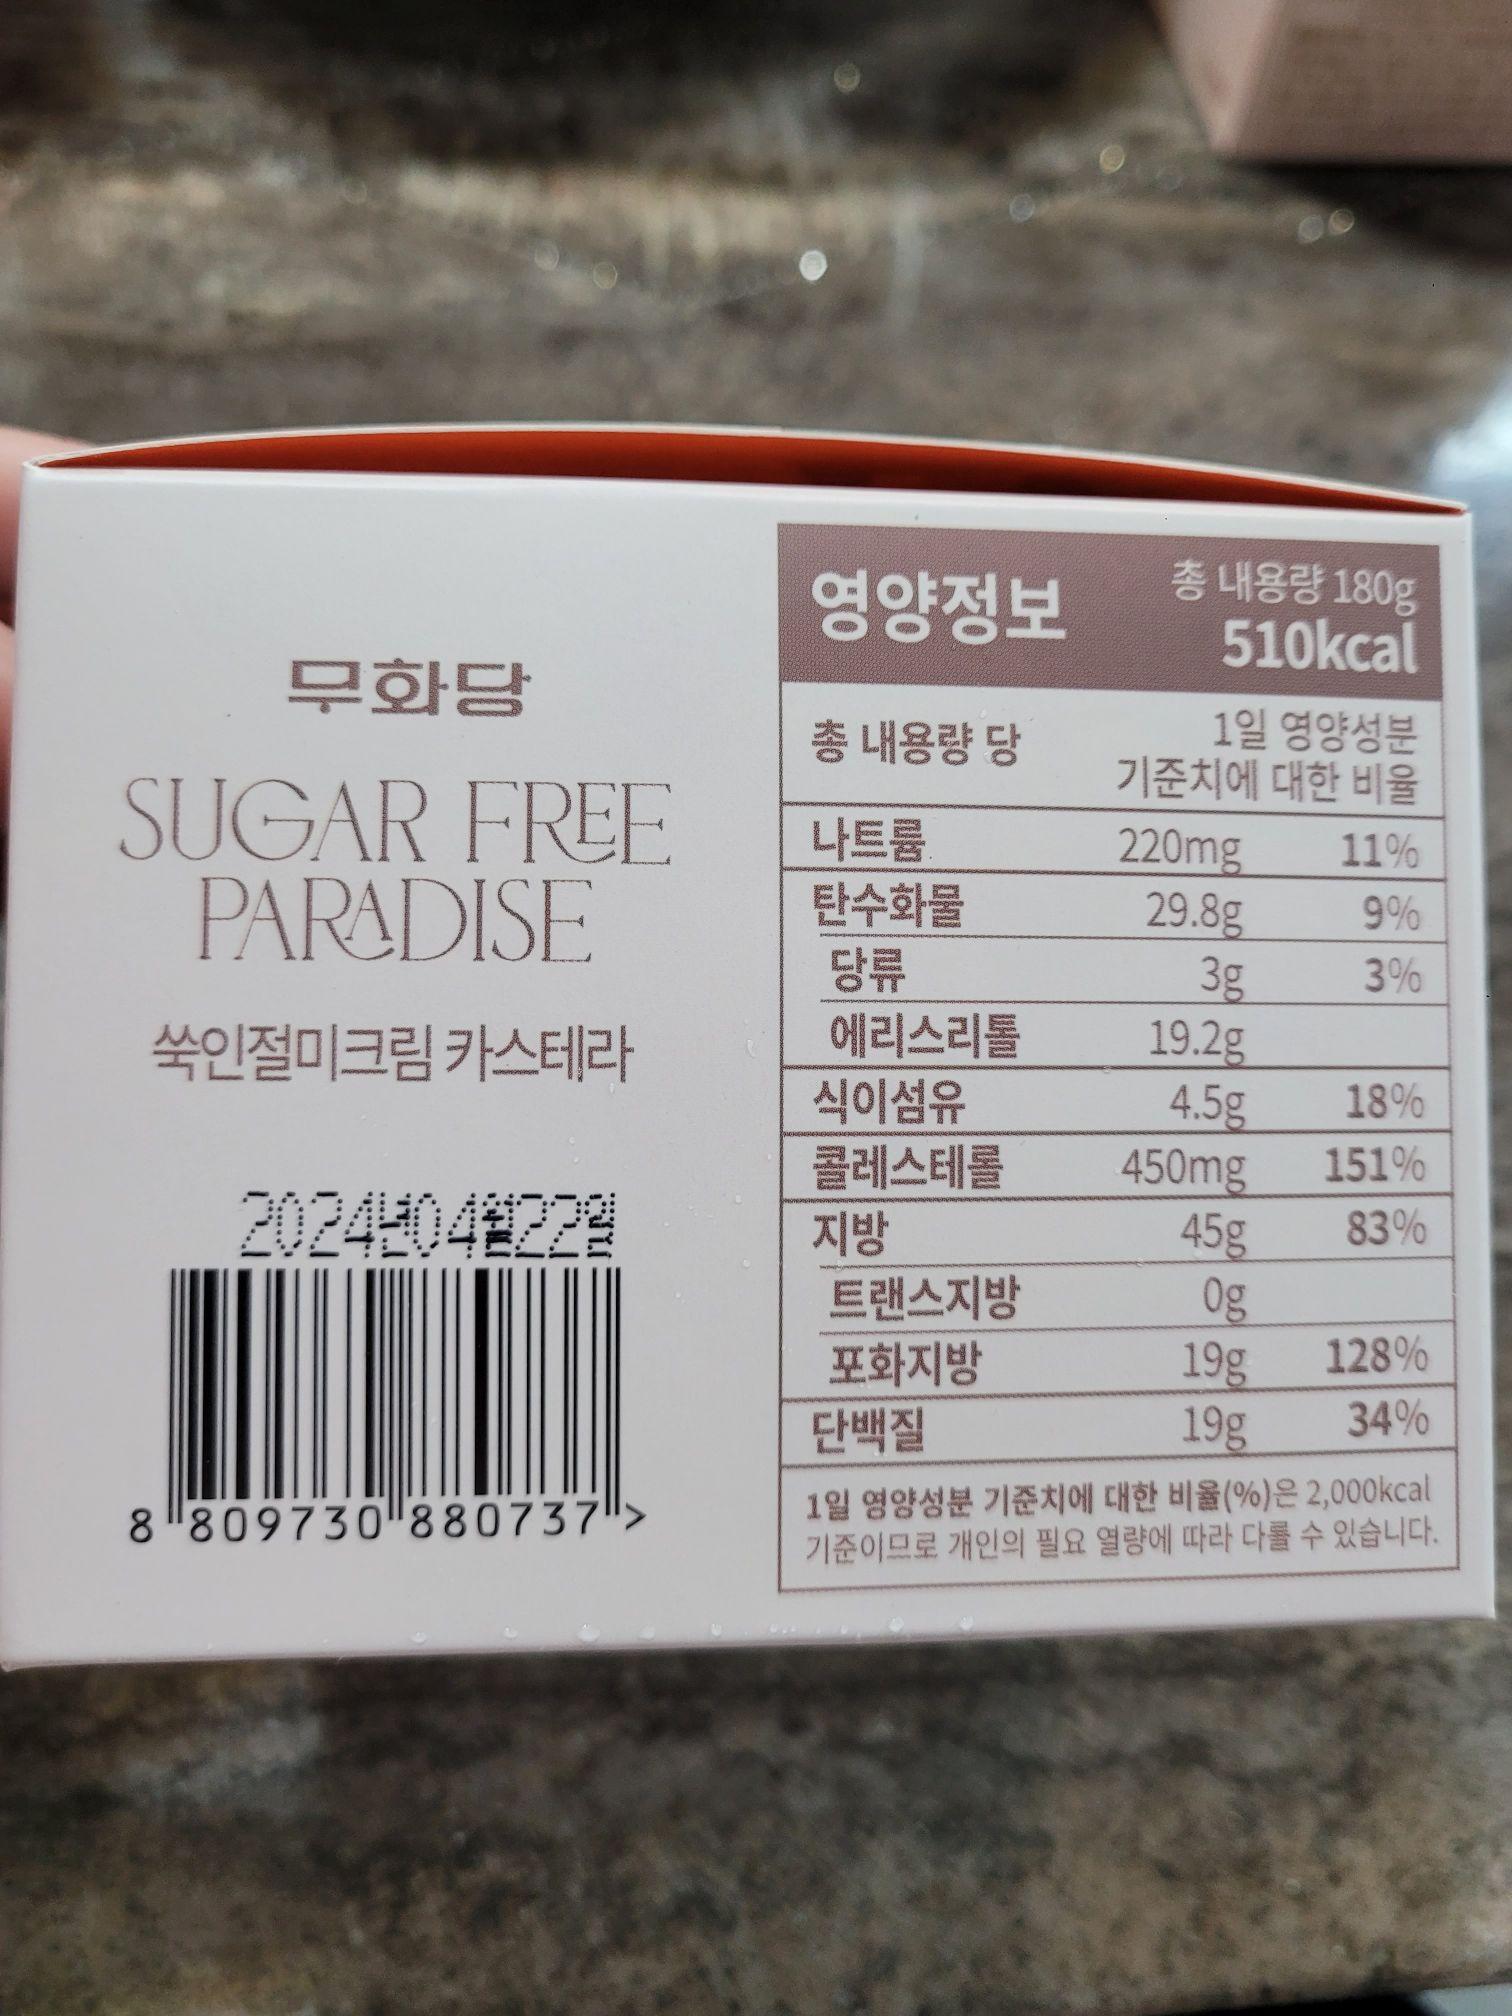 무화당
SUGAR FREE
PARADISE
쑥인절미크림 카스테라
2024년04월22일
8 809730 880737 >
영양정보 총 내용량 180g
510kcal
총 내용량 당 1일 영양성분
기준치에 대한 비율
나트륨 220mg 11%
탄수화물 29.8g 9%
당류 3g 3%
에리스리톨 19.2g
식이섬유 4.5g 18%
콜레스테롤 450mg 151%
지방 45g 83%
트랜스지방 0g
포화지방 19g 128%
단백질 19g 34%
1일 영양성분 기준치에 대한 비율(%)은 2,000kcal
기준이므로 개인의 필요 열량에 따라 다를 수 있습니다.